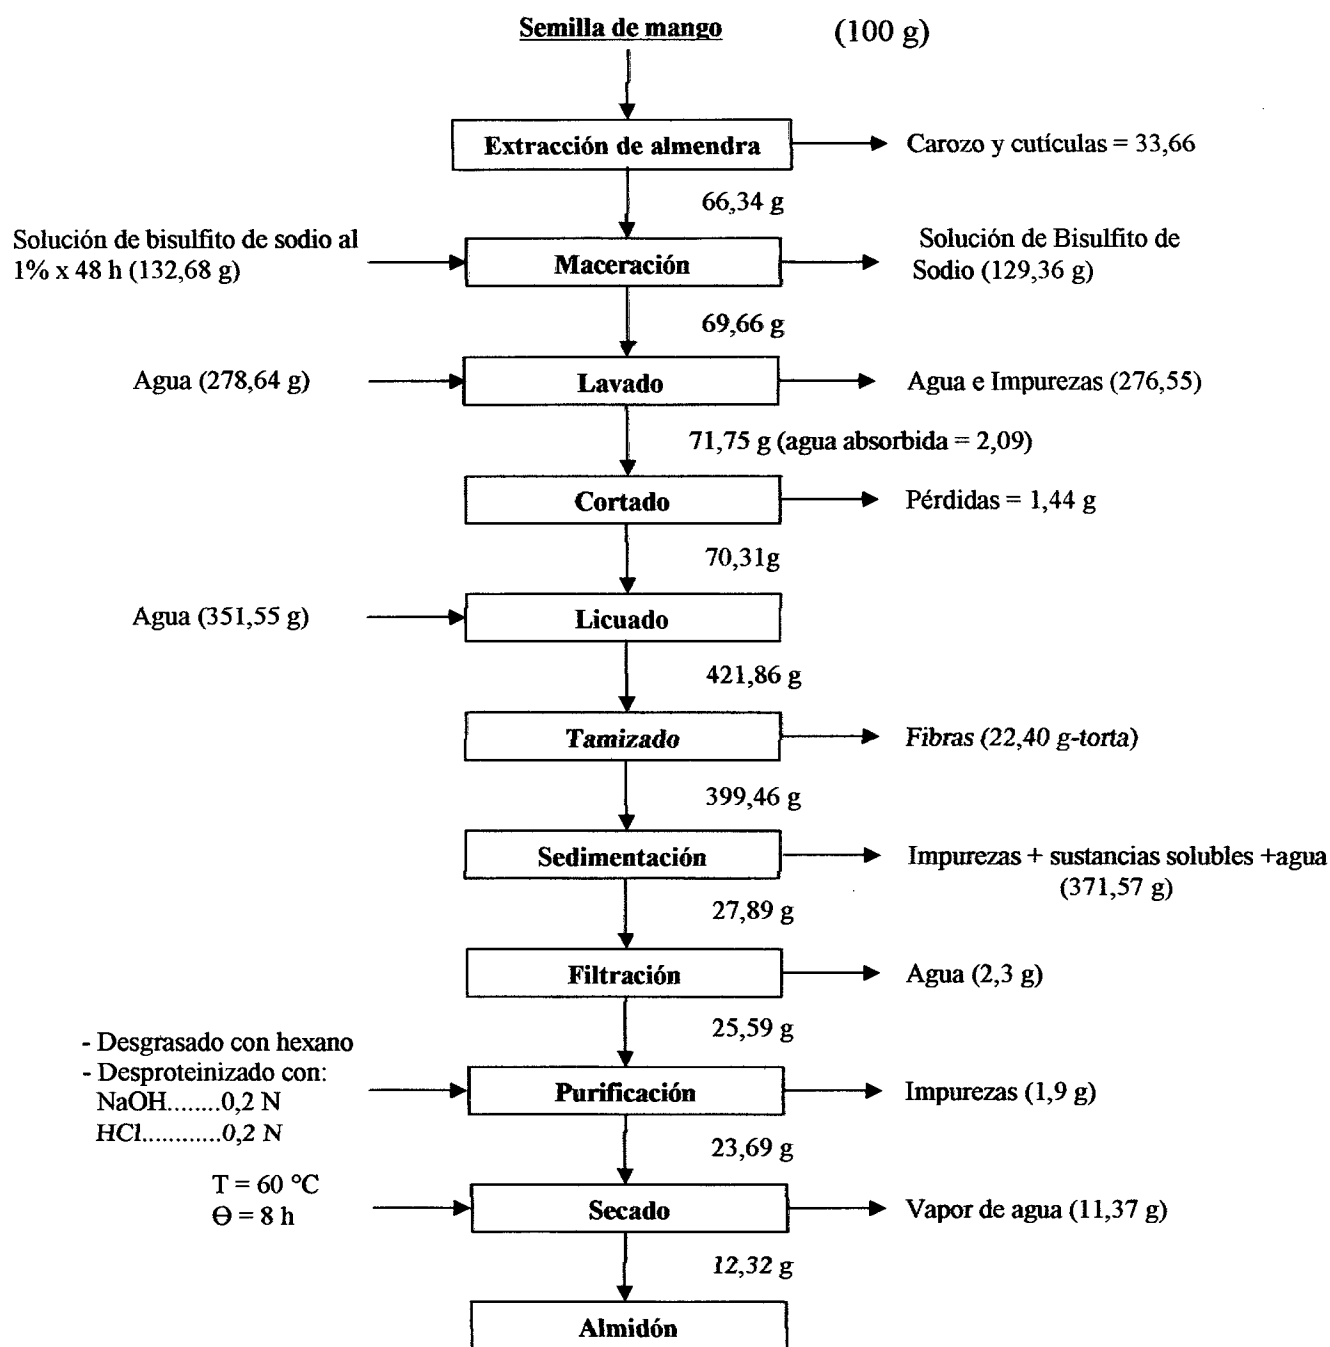 Semilla de mango (100 g)
Extracción de almendra
Carozo y cutículas = 33,66
66,34 g
Solución de bisulfito de sodio al
1% x 48 h (132,68 g)
Maceración
Solución de Bisulfito de
Sodio (129,36 g)
69,66 g
Agua (278,64 g)
Lavado
Agua e Impurezas (276,55)
71,75 g (agua absorbida = 2,09)
Cortado
Pérdidas = 1,44 g
70,31g
Agua (351,55 g)
Licuado
421,86 g
Tamizado
Fibras (22,40 g-torta)
399,46 g
Sedimentación
Impurezas + sustancias solubles +agua
(371,57 g)
27,89 g
Filtración
Agua (2,3 g)
25,59 g
- Desgrasado con hexano
- Desproteinizado con:
NaOH........0,2 N
HCl............0,2 N
Purificación
Impurezas (1,9 g)
23,69 g
T = 60 °C
Ɵ = 8 h
Secado
Vapor de agua (11,37 g)
12,32 g
Almidón